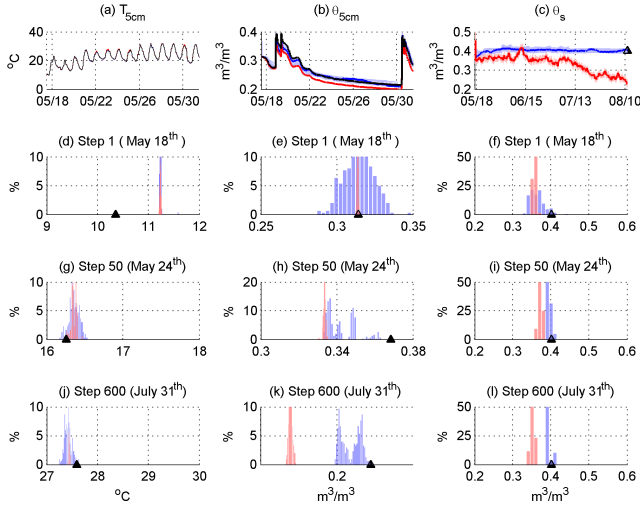 (a) T5cm
(b) θ5cm
(c) θs
°C
40
20
0
05/18 05/22 05/26 05/30
m³/m³
0.4
0.3
0.2
05/18 05/22 05/26 05/30
m³/m³
0.5
0.4
0.3
0.2
05/18 06/15 07/13 08/10
(d) Step 1 ( May 18th )
(e) Step 1 ( May 18th )
(f) Step 1 ( May 18th )
%
10
5
0
9 10 11 12
%
10
5
0
0.25 0.3 0.35
%
50
0
0.2 0.3 0.4 0.5 0.6
(g) Step 50 (May 24th)
(h) Step 50 (May 24th)
(i) Step 50 (May 24th)
%
10
5
0
16 17 18
%
20
10
0
0.3 0.34 0.38
%
50
0
0.2 0.3 0.4 0.5 0.6
(j) Step 600 (July 31th)
(k) Step 600 (July 31th)
(l) Step 600 (July 31th)
%
10
5
0
27 28 29 30
°C
%
10
5
0
0.2
m³/m³
%
50
0
0.2 0.3 0.4 0.5 0.6
m³/m³